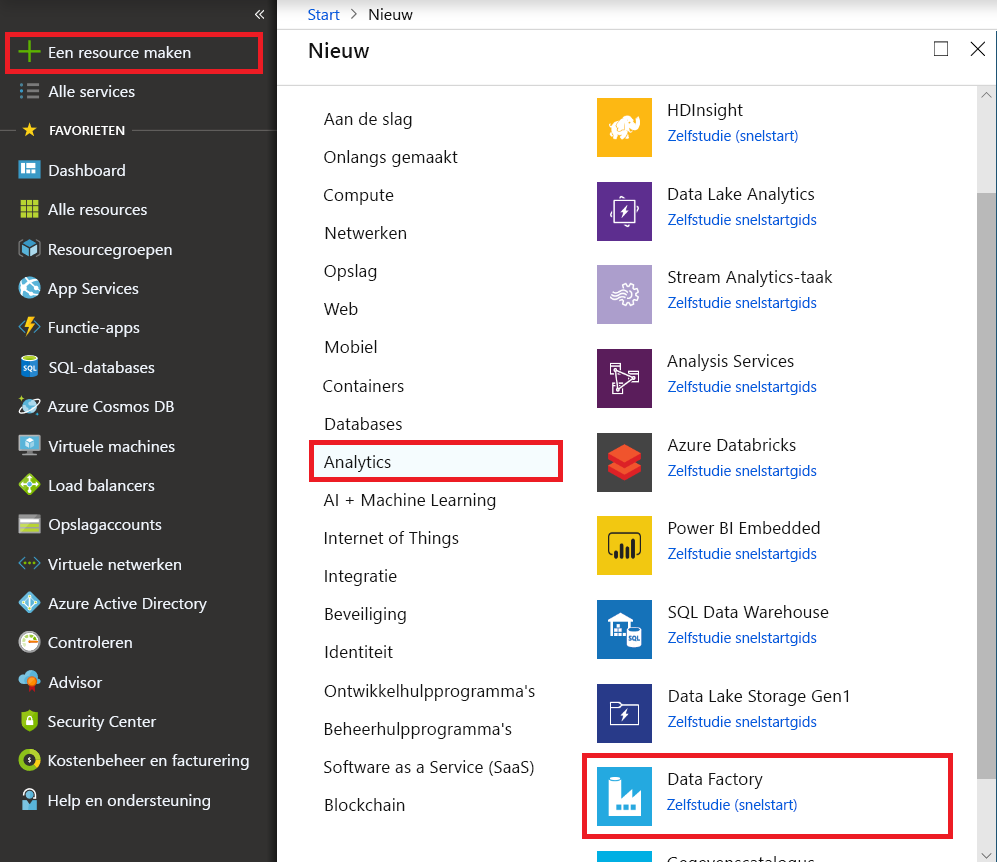 Een resource maken
Alle services
FAVORIETEN
Dashboard
Alle resources
Resourcegroepen
App Services
Functie-apps
SQL-databases
Azure Cosmos DB
Virtuele machines
Load balancers
Opslagaccounts
Virtuele netwerken
Azure Active Directory
Controleren
Advisor
Security Center
Kostenbeheer en facturering
Help en ondersteuning
Start > Nieuw
Nieuw
Aan de slag
Onlangs gemaakt
Compute
Netwerken
Opslag
Web
Mobiel
Containers
Databases
Analytics
AI + Machine Learning
Internet of Things
Integratie
Beveiliging
Identiteit
Ontwikkelhulpprogramma's
Beheerhulpprogramma's
Software as a Service (SaaS)
Blockchain
HDInsight
Zelfstudie (snelstart)
Data Lake Analytics
Zelfstudie snelstartgids
Stream Analytics-taak
Zelfstudie snelstartgids
Analysis Services
Zelfstudie snelstartgids
Azure Databricks
Zelfstudie snelstartgids
Power BI Embedded
Zelfstudie snelstartgids
SQL Data Warehouse
Zelfstudie snelstartgids
Data Lake Storage Gen1
Zelfstudie snelstartgids
Data Factory
Zelfstudie (snelstart)